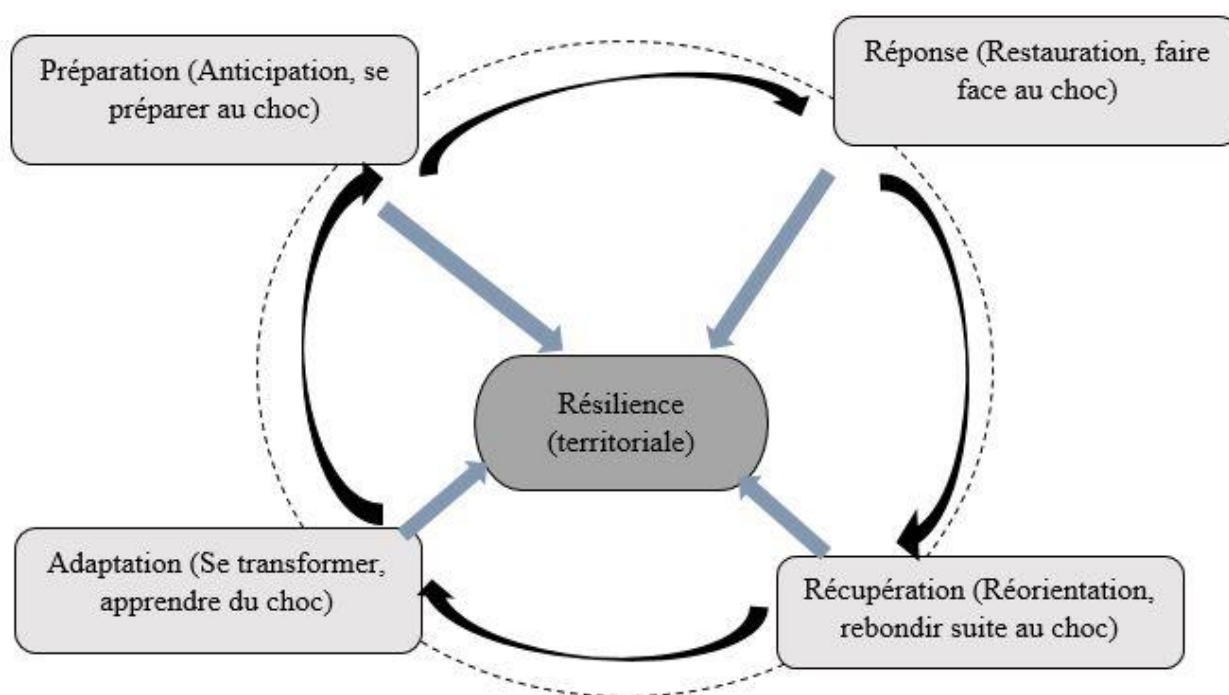 Préparation (Anticipation, se
préparer au choc)
Réponse (Restauration, faire
face au choc)
Résilience
(territoriale)
Adaptation (Se transformer,
apprendre du choc)
Récupération (Réorientation,
rebondir suite au choc)